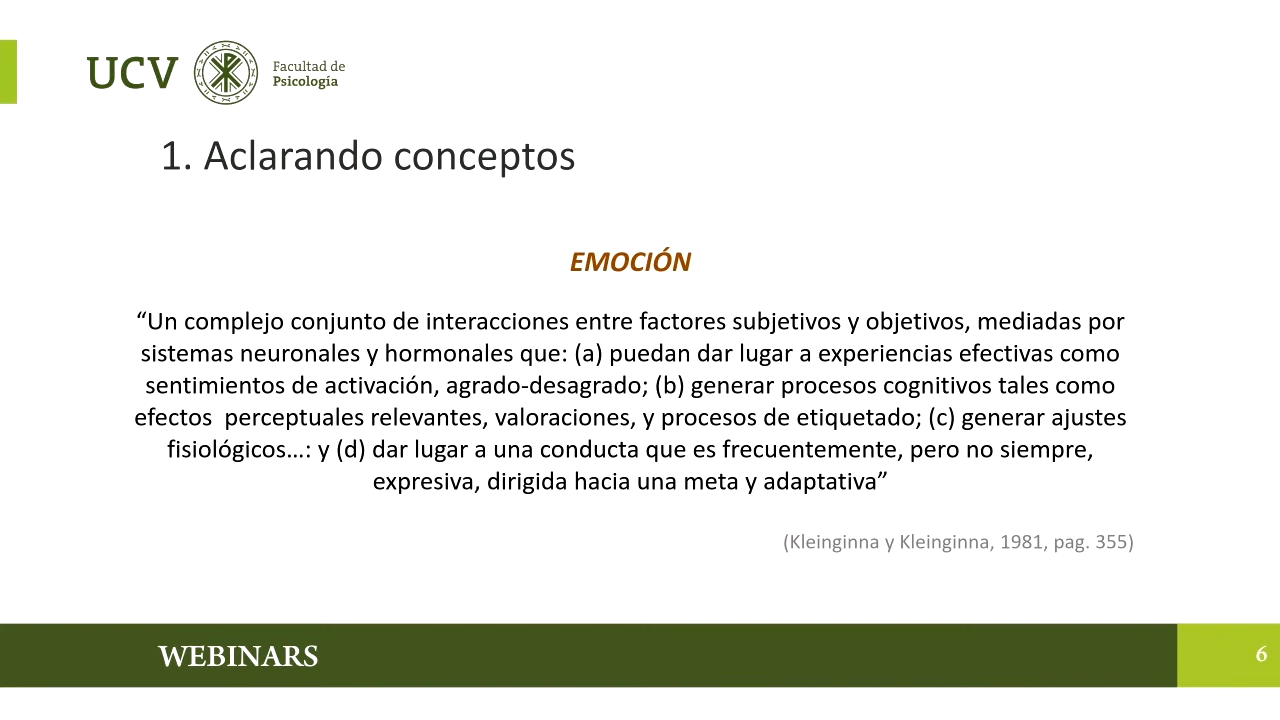 UCV
Facultad de
Psicología
1. Aclarando conceptos
EMOCIÓN
“Un complejo conjunto de interacciones entre factores subjetivos y objetivos, mediadas por
sistemas neuronales y hormonales que: (a) puedan dar lugar a experiencias efectivas como
sentimientos de activación, agrado-desagrado; (b) generar procesos cognitivos tales como
efectos  perceptuales relevantes, valoraciones, y procesos de etiquetado; (c) generar ajustes
fisiológicos…: y (d) dar lugar a una conducta que es frecuentemente, pero no siempre,
expresiva, dirigida hacia una meta y adaptativa”
(Kleinginna y Kleinginna, 1981, pag. 355)
WEBINARS
6